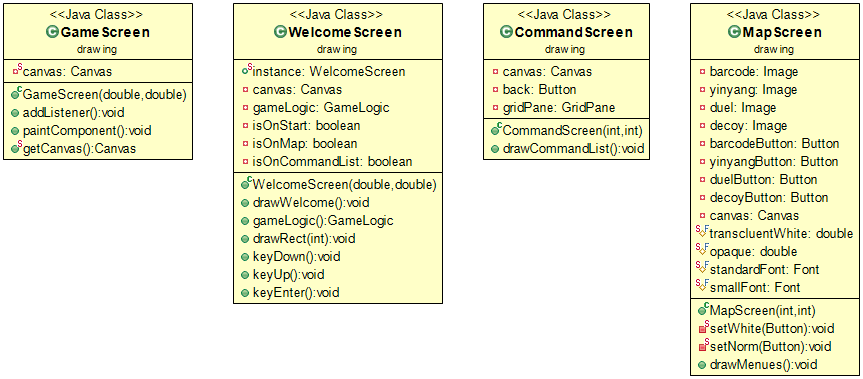 <<Java Class>>
GameScreen
drawing
canvas: Canvas
GameScreen(double,double)
addListener():void
paintComponent():void
getCanvas():Canvas
<<Java Class>>
WelcomeScreen
drawing
instance: WelcomeScreen
canvas: Canvas
gameLogic: GameLogic
isOnStart: boolean
isOnMap: boolean
isOnCommandList: boolean
WelcomeScreen(double,double)
drawWelcome():void
gameLogic():GameLogic
drawRect(int):void
keyDown():void
keyUp():void
keyEnter():void
<<Java Class>>
CommandScreen
drawing
canvas: Canvas
back: Button
gridPane: GridPane
CommandScreen(int,int)
drawCommandList():void
<<Java Class>>
MapScreen
drawing
barcode: Image
yinyang: Image
duel: Image
decoy: Image
barcodeButton: Button
yinyangButton: Button
duelButton: Button
decoyButton: Button
canvas: Canvas
transcluentWhite: double
opaque: double
standardFont: Font
smallFont: Font
MapScreen(int,int)
setWhite(Button):void
setNorm(Button):void
drawMenues():void